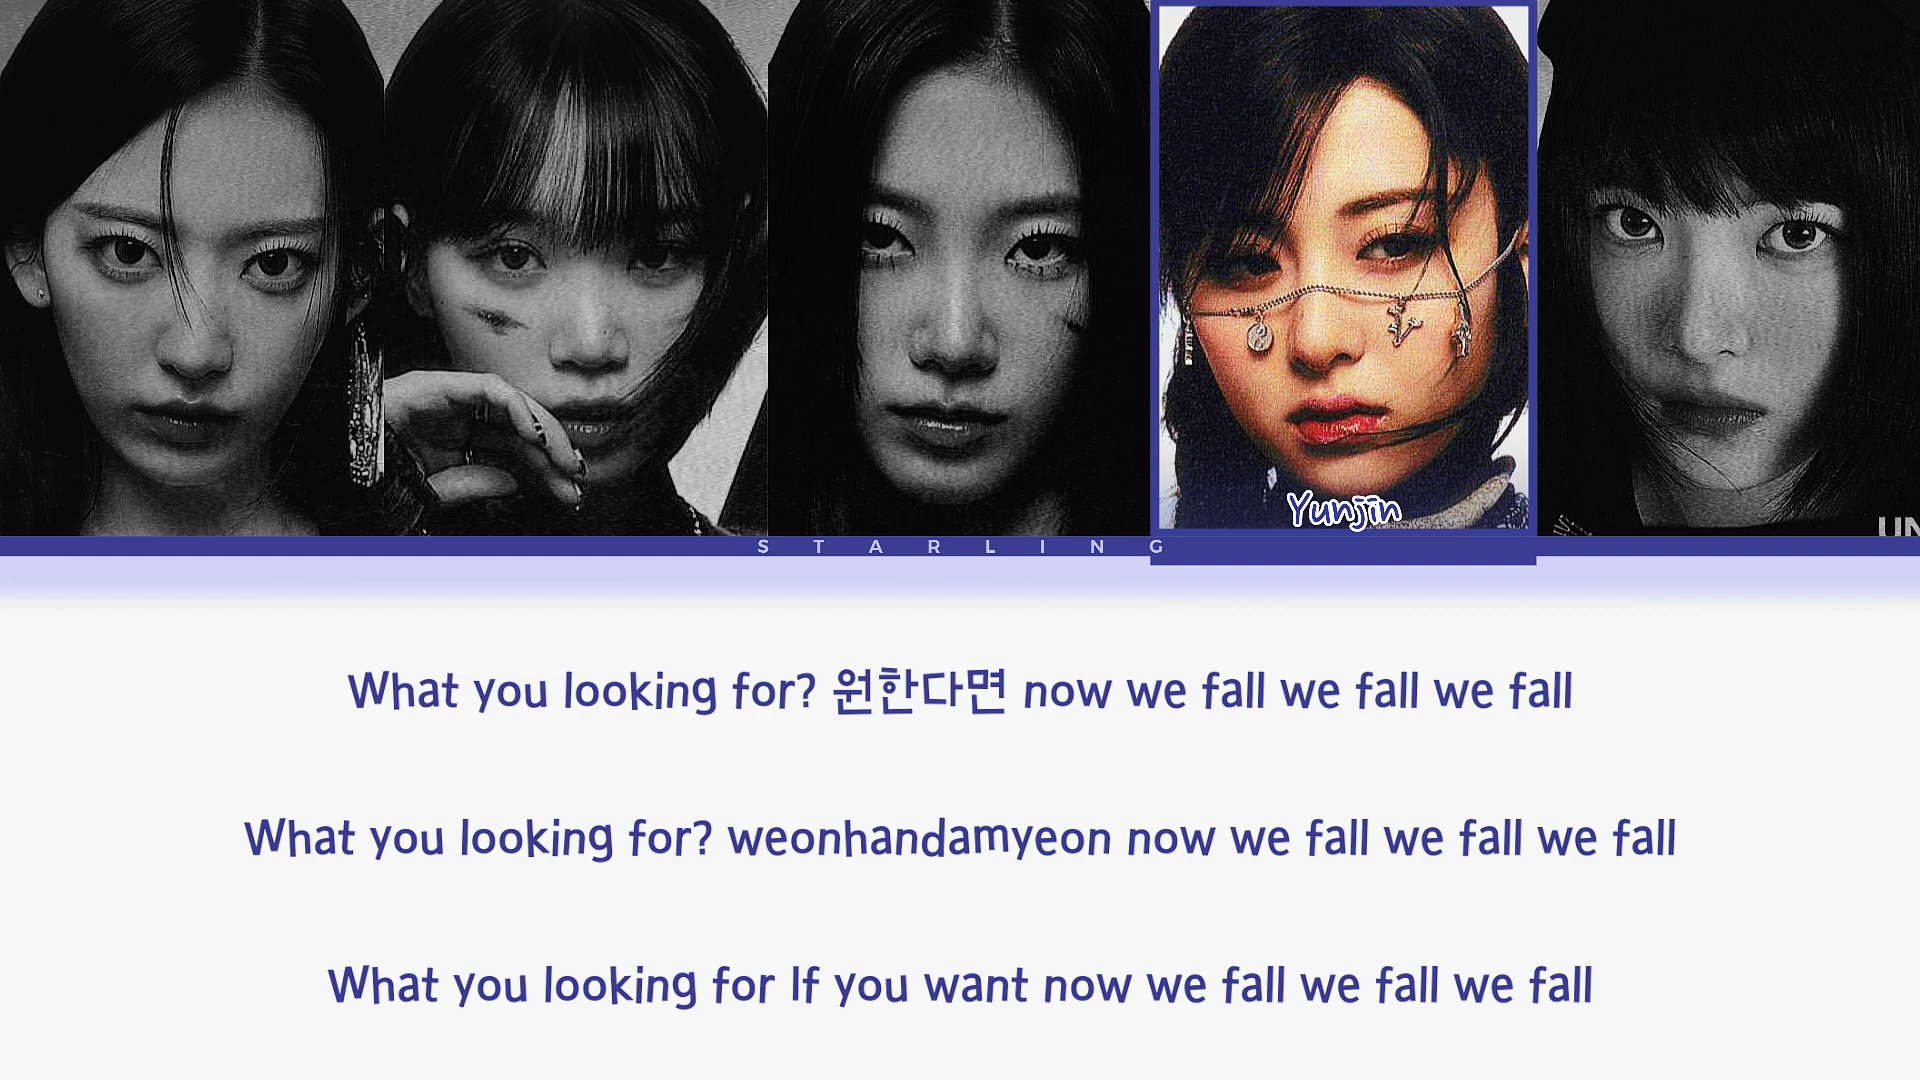 Yunjin
UN
STARLING
What you looking for? 원한다면 now we fall we fall we fall
What you looking for? weonhandamyeon now we fall we fall we fall
What you looking for If you want now we fall we fall we fall